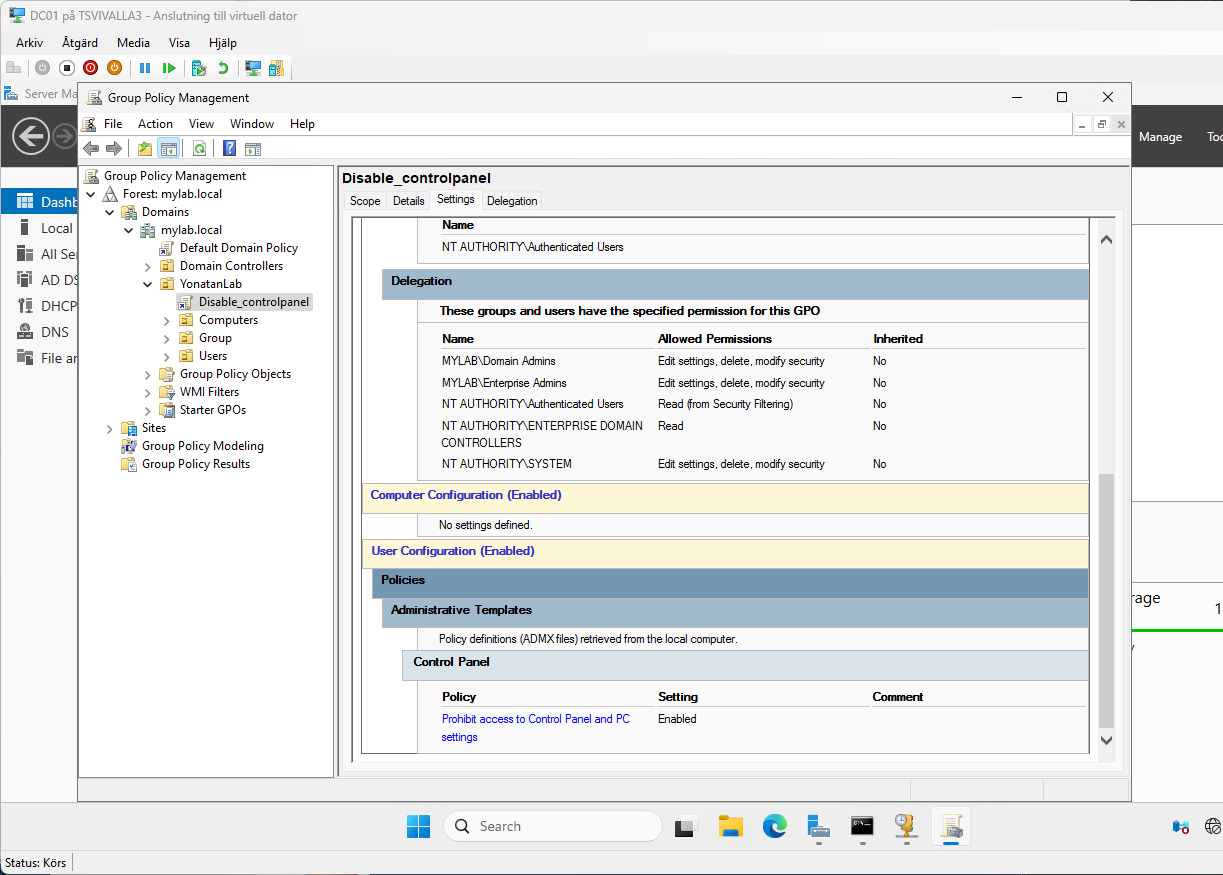 DC01 på TSVIVALLA3 - Anslutning till virtuell dator
Arkiv Åtgärd Media Visa Hjälp
Server Ma
Group Policy Management
File Action View Window Help
Manage
Too
Dashb
Local
All Ser
AD DS
DHCP
DNS
File an
Group Policy Management
Forest: mylab.local
Domains
mylab.local
Default Domain Policy
Domain Controllers
YonatanLab
Disable_controlpanel
Computers
Group
Users
Group Policy Objects
WMI Filters
Starter GPOs
Sites
Group Policy Modeling
Group Policy Results
Disable_controlpanel
Scope Details Settings Delegation
Name
NT AUTHORITY\Authenticated Users
Delegation
These groups and users have the specified permission for this GPO
Name Allowed Permissions Inherited
MYLAB\Domain Admins Edit settings, delete, modify security No
MYLAB\Enterprise Admins Edit settings, delete, modify security No
NT AUTHORITY\Authenticated Users Read (from Security Filtering) No
NT AUTHORITY\ENTERPRISE DOMAIN Read No
CONTROLLERS
NT AUTHORITY\SYSTEM Edit settings, delete, modify security No
Computer Configuration (Enabled)
No settings defined.
User Configuration (Enabled)
Policies
Administrative Templates
Policy definitions (ADMX files) retrieved from the local computer.
Control Panel
Policy Setting Comment
Prohibit access to Control Panel and PC Enabled
settings
rage
1
Search
Status: Körs